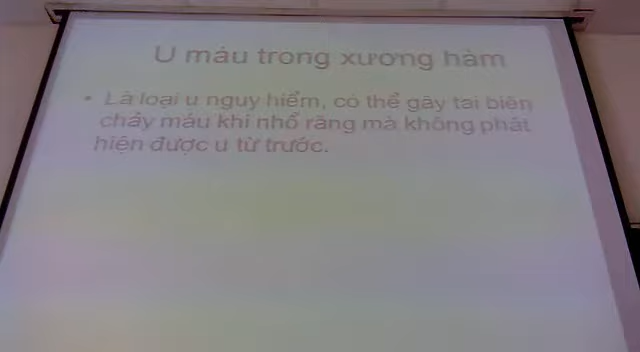 U máu trong xương hàm
• Là loại u nguy hiểm, có thể gây tai biến
chảy máu khi nhổ răng mà không phát
hiện được u từ trước.